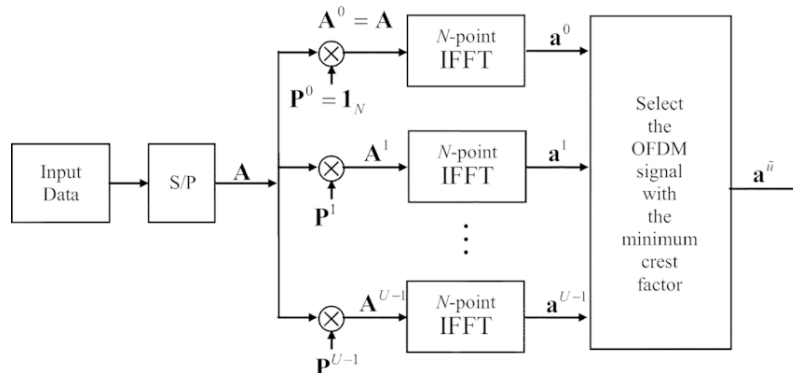 A⁰ = A
N-point
IFFT
a⁰
P⁰ = 1_N
Input
Data
S/P
A
A¹
N-point
IFFT
a¹
P¹
⋮
A^{U-1}
N-point
IFFT
a^{U-1}
P^{U-1}
Select
the
OFDM
signal
with
the
minimum
crest
factor
a^ũ